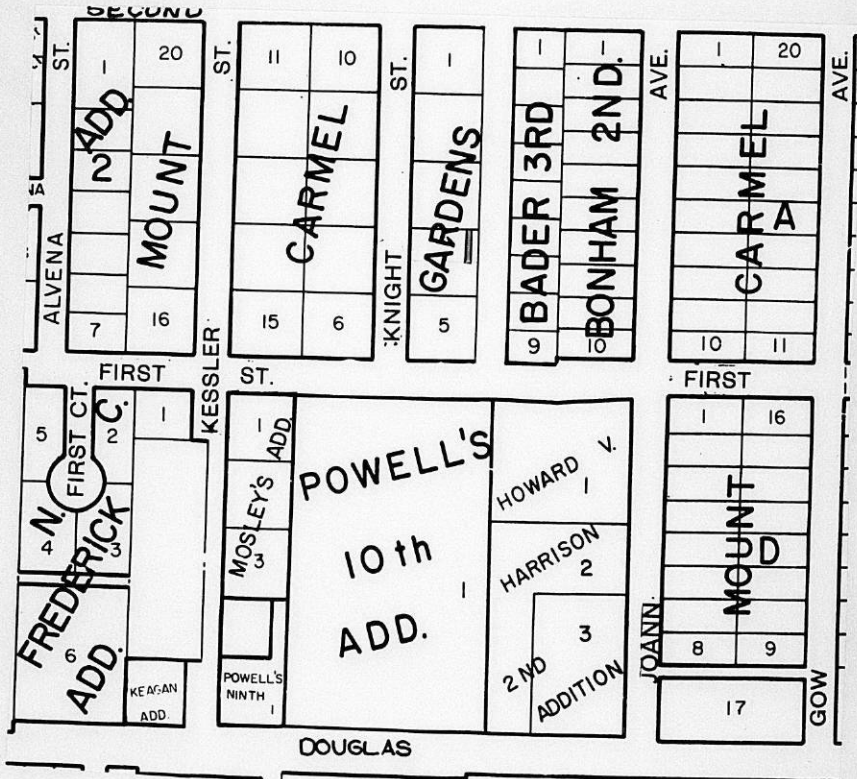 SECOND
ST.
1
20
ST.
11
10
ST.
1
1
1
AVE.
1
20
AVE.
ADD.
2
MOUNT
CARMEL
GARDENS
BADER 3RD
BONHAM 2ND.
CARMEL
A
NA
ALVENA
7
16
15
6
KNIGHT
5
9
10
10
11
FIRST
KESSLER
ST.
FIRST
5
FIRST CT.
2
C.
1
1
MOSLEY'S ADD.
3
POWELL'S
10th
ADD.
1
HOWARD V.
1
HARRISON
2
3
2ND
ADDITION
1
16
MOUNT
D
N.
4
3
FREDERICK
6
ADD.
KEAGAN
ADD.
POWELL'S
NINTH
1
JOANN
8
9
17
GOW
DOUGLAS